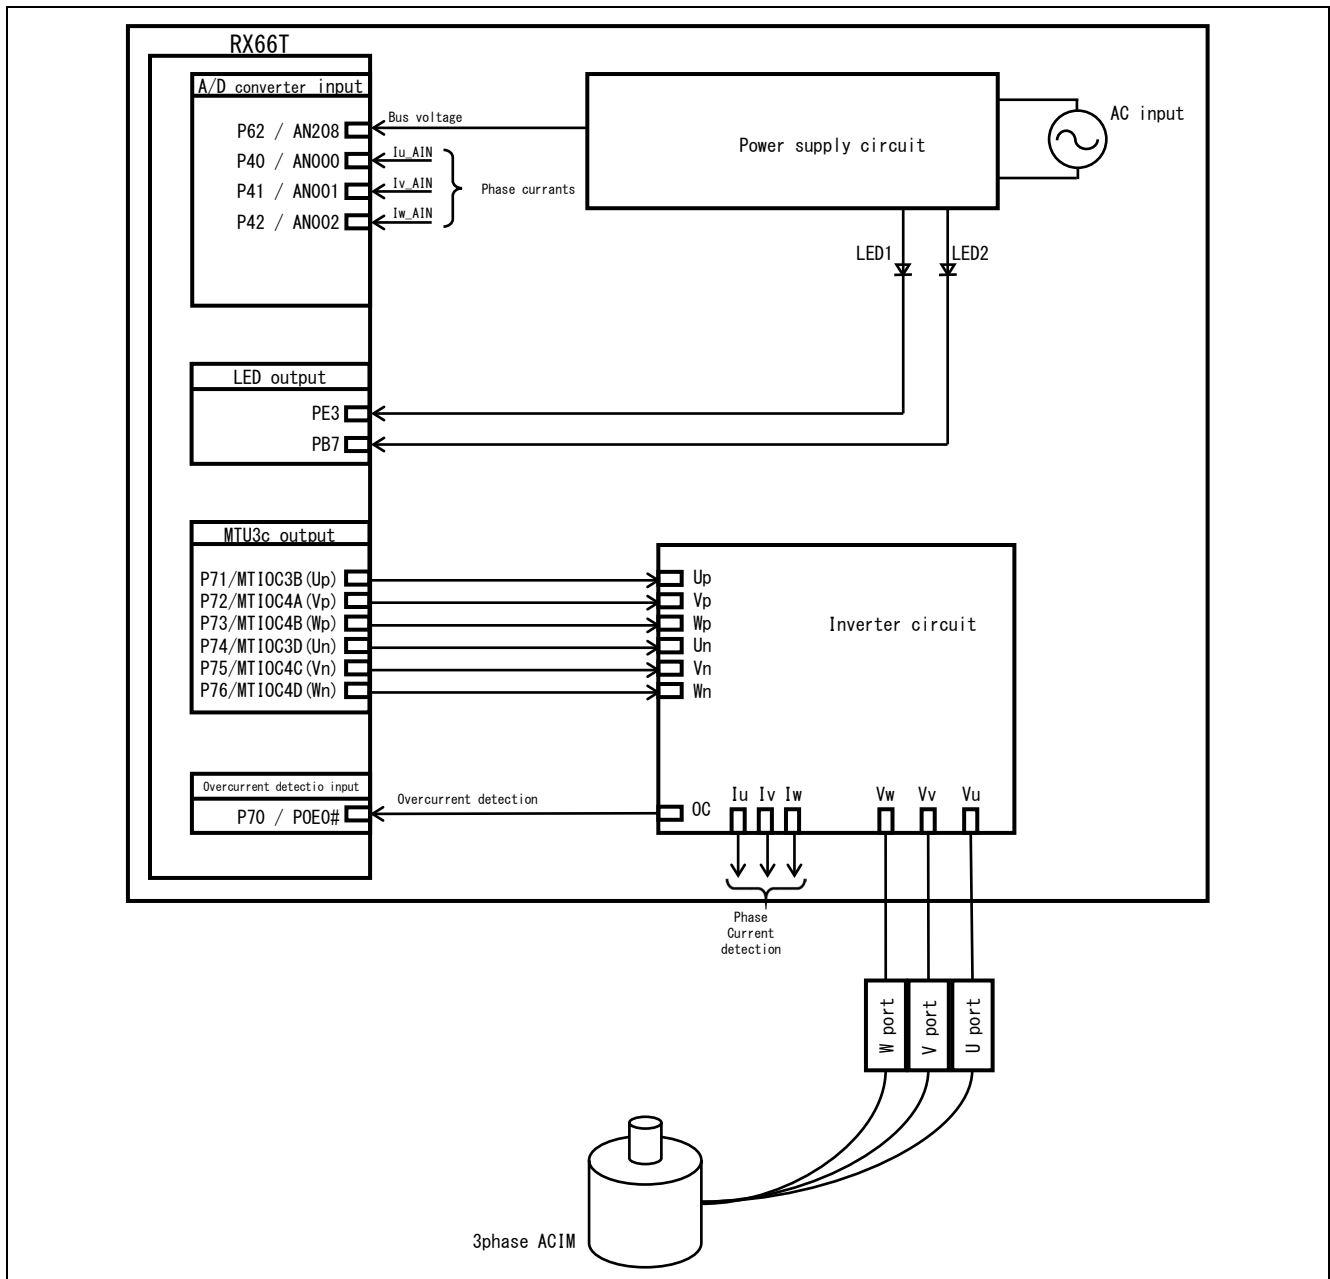 RX66T
A/D converter input
P62 / AN208
P40 / AN000
P41 / AN001
P42 / AN002
Bus voltage
Iu_AIN
Iv_AIN
Iw_AIN
Phase currants
Power supply circuit
AC input
LED1
LED2
LED output
PE3
PB7
MTU3c output
P71/MTIOC3B(Up)
P72/MTIOC4A(Vp)
P73/MTIOC4B(Wp)
P74/MTIOC3D(Un)
P75/MTIOC4C(Vn)
P76/MTIOC4D(Wn)
Up
Vp
Wp
Un
Vn
Wn
Inverter circuit
Overcurrent detectio input
P70 / POE0#
Overcurrent detection
OC
Iu Iv Iw
Vw Vv Vu
Phase
Current
detection
W port
V port
U port
3phase ACIM